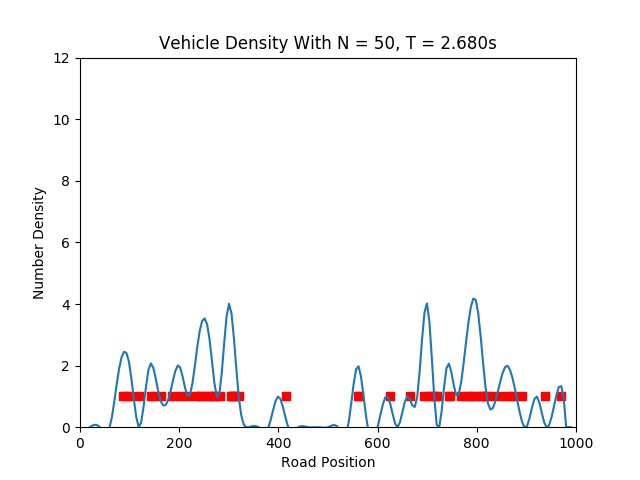 Vehicle Density With N = 50, T = 2.680s
12
10
8
6
4
2
0
Number Density
0 200 400 600 800 1000
Road Position